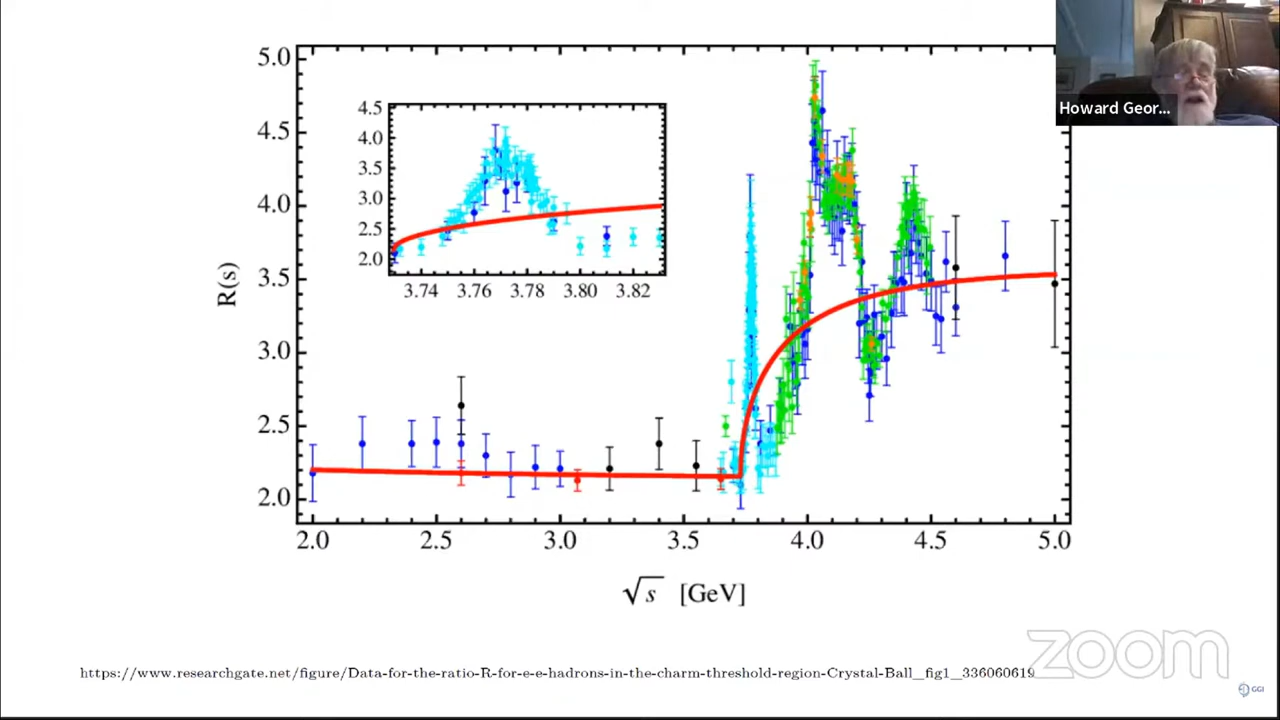 Howard Geor...
5.0
4.5
4.0
3.5
3.0
2.5
2.0
R(s)
4.5
4.0
3.5
3.0
2.5
2.0
3.74 3.76 3.78 3.80 3.82
2.0 2.5 3.0 3.5 4.0 4.5 5.0
√s [GeV]
zoom
https://www.researchgate.net/figure/Data-for-the-ratio-R-for-e-e-hadrons-in-the-charm-threshold-region-Crystal-Ball_fig1_336060619
GGI